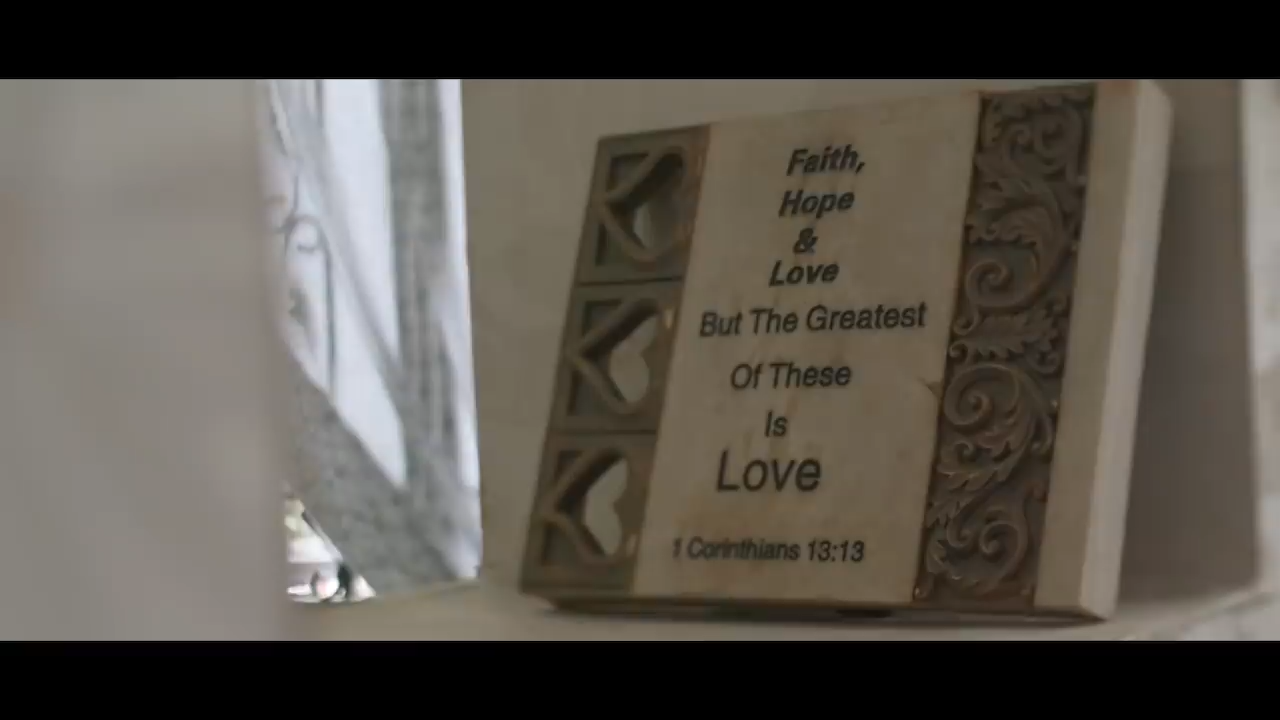 Faith,
Hope
&
Love
But The Greatest
Of These
Is
Love
1 Corinthians 13:13